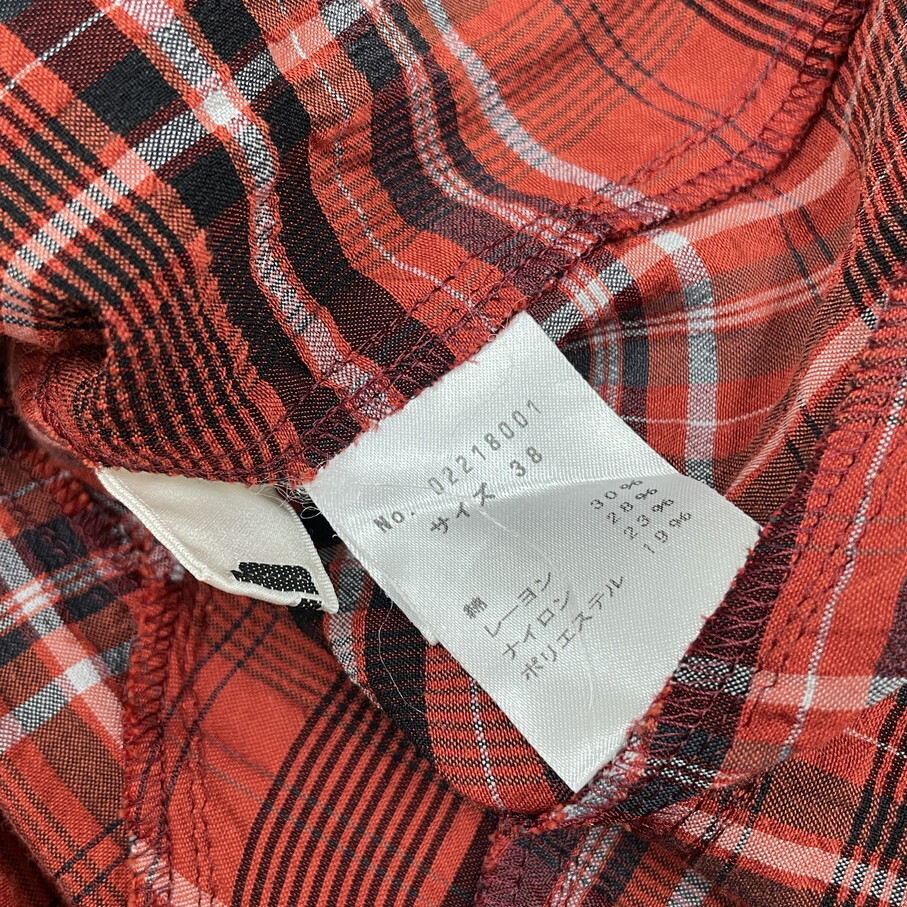 No. 02218001
サイズ 38
綿 30%
レーヨン 28%
ナイロン 23%
ポリエステル 19%